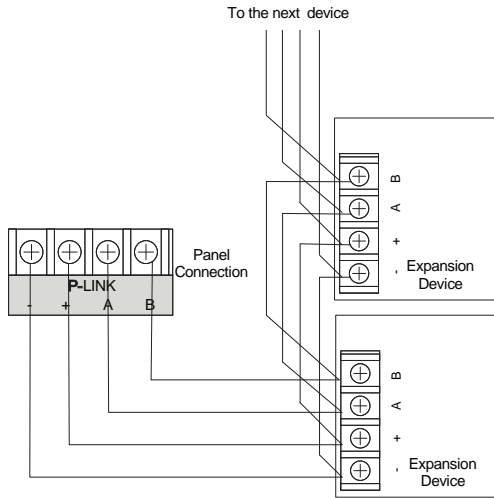 To the next device
B
A
+
-
Expansion
Device
Panel
Connection
P-LINK
- + A B
B
A
+
-
Expansion
Device